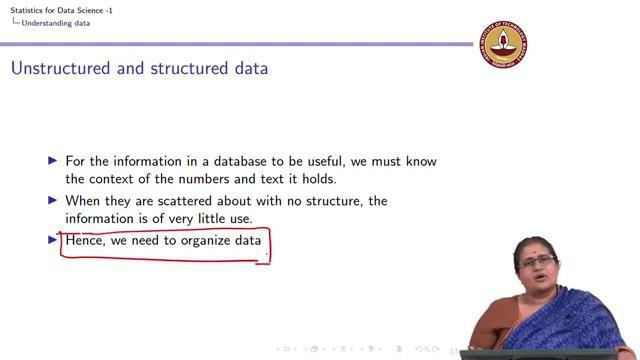 Statistics for Data Science -1
Understanding data
Unstructured and structured data
For the information in a database to be useful, we must know
the context of the numbers and text it holds.
When they are scattered about with no structure, the
information is of very little use.
Hence, we need to organize data